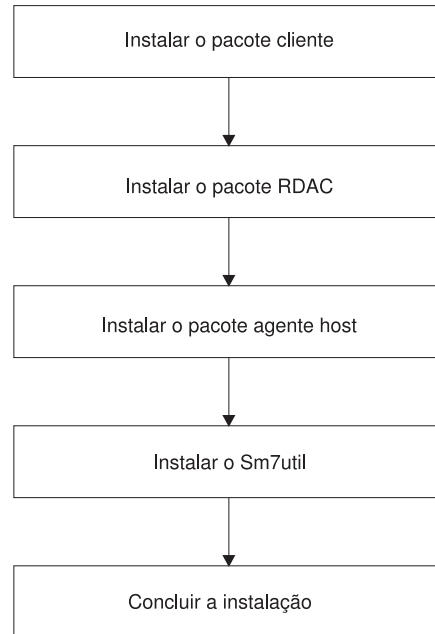 Instalar o pacote cliente
Instalar o pacote RDAC
Instalar o pacote agente host
Instalar o Sm7util
Concluir a instalação